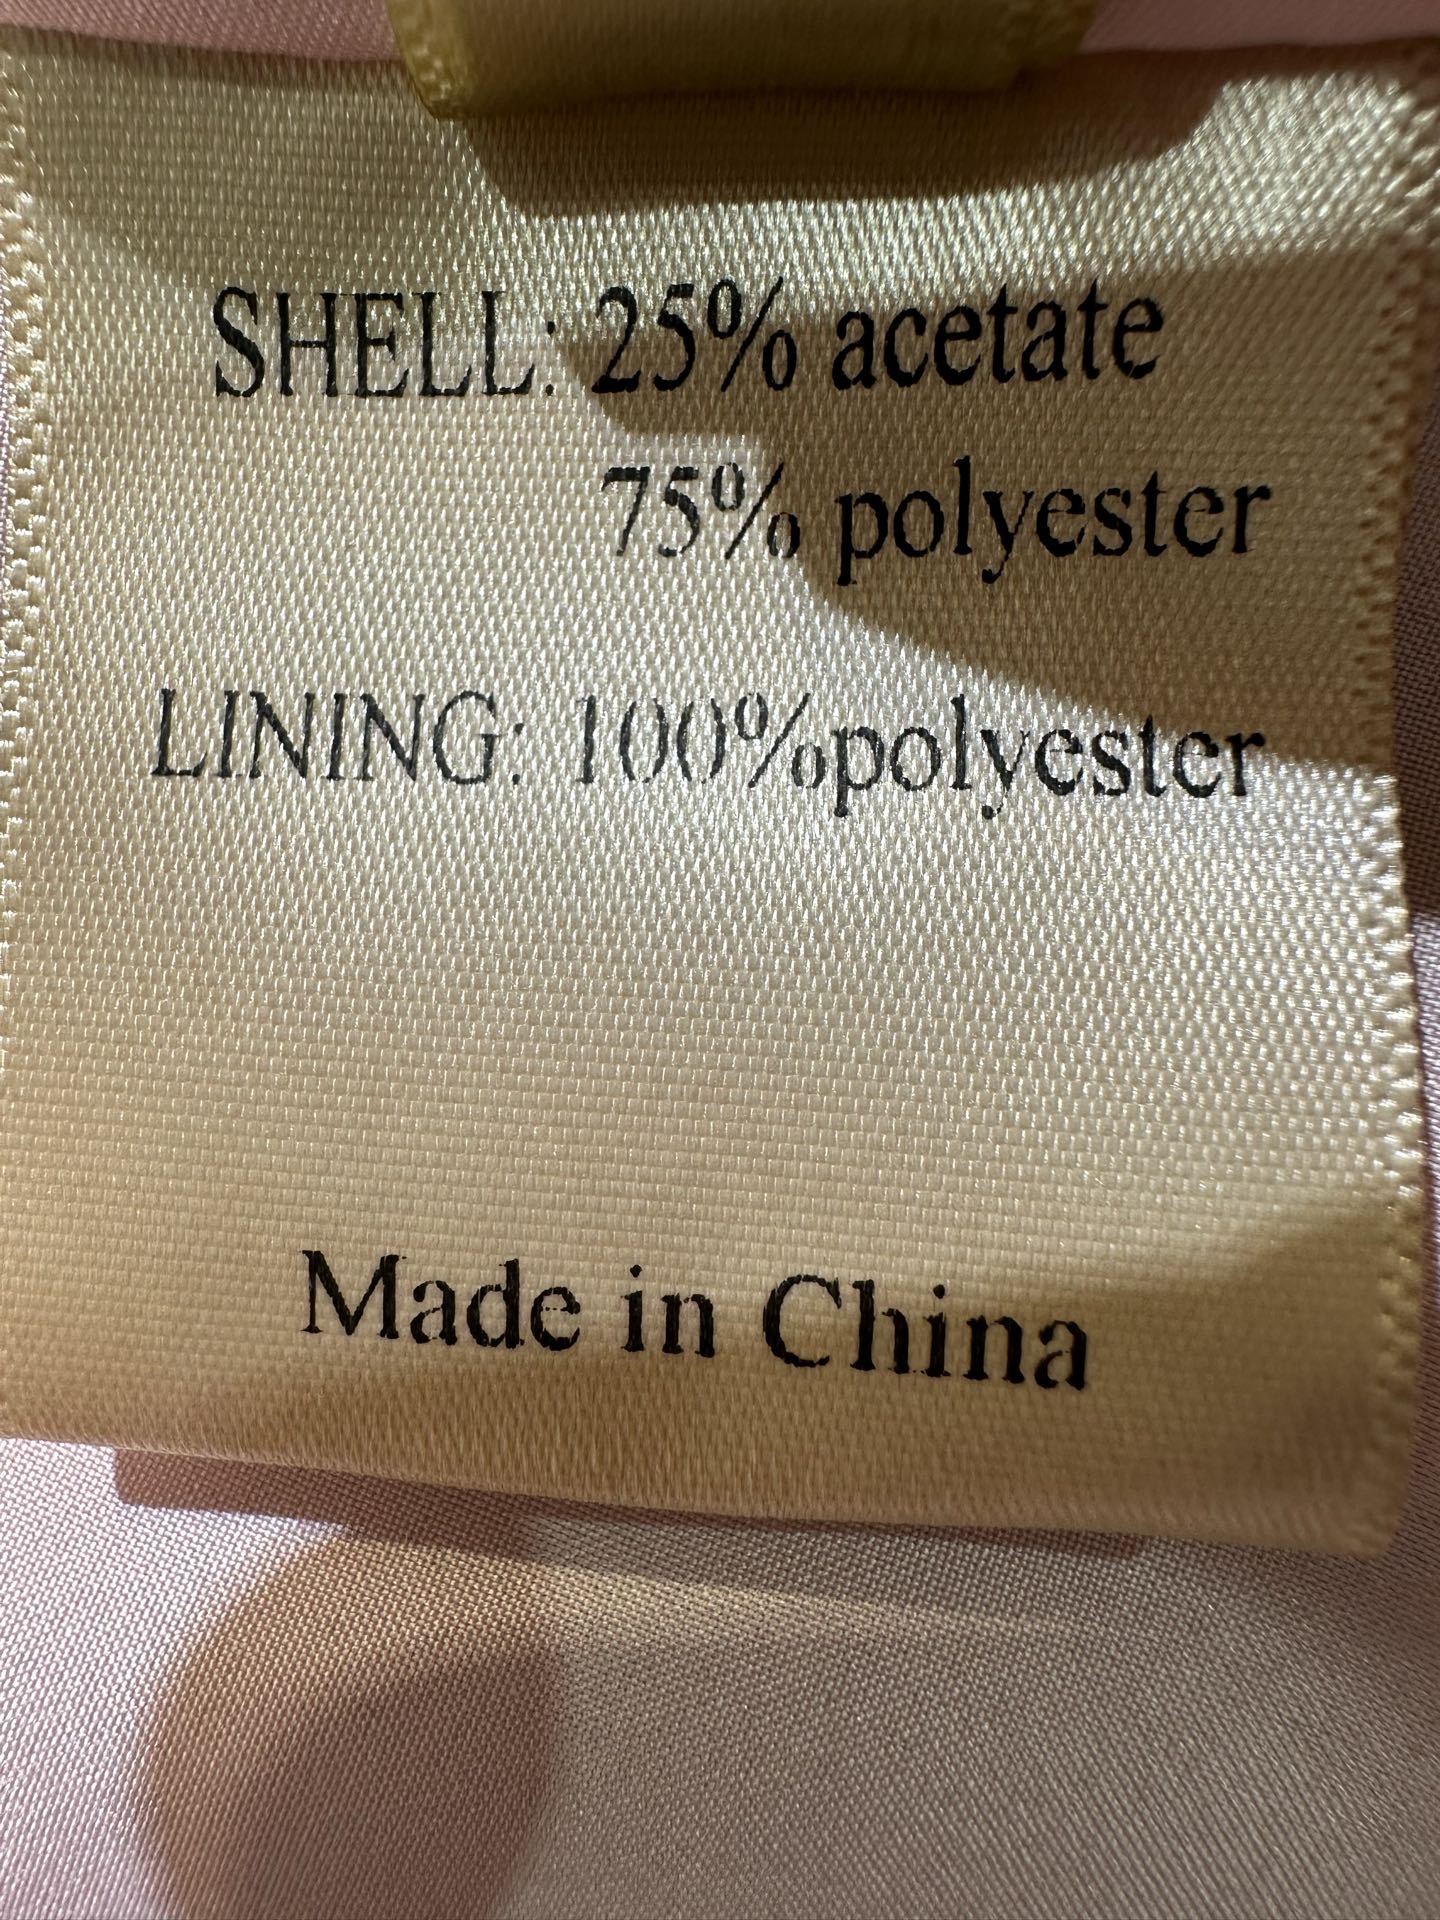 SHELL: 25% acetate
75% polyester
LINING: 100%polyester
Made in China